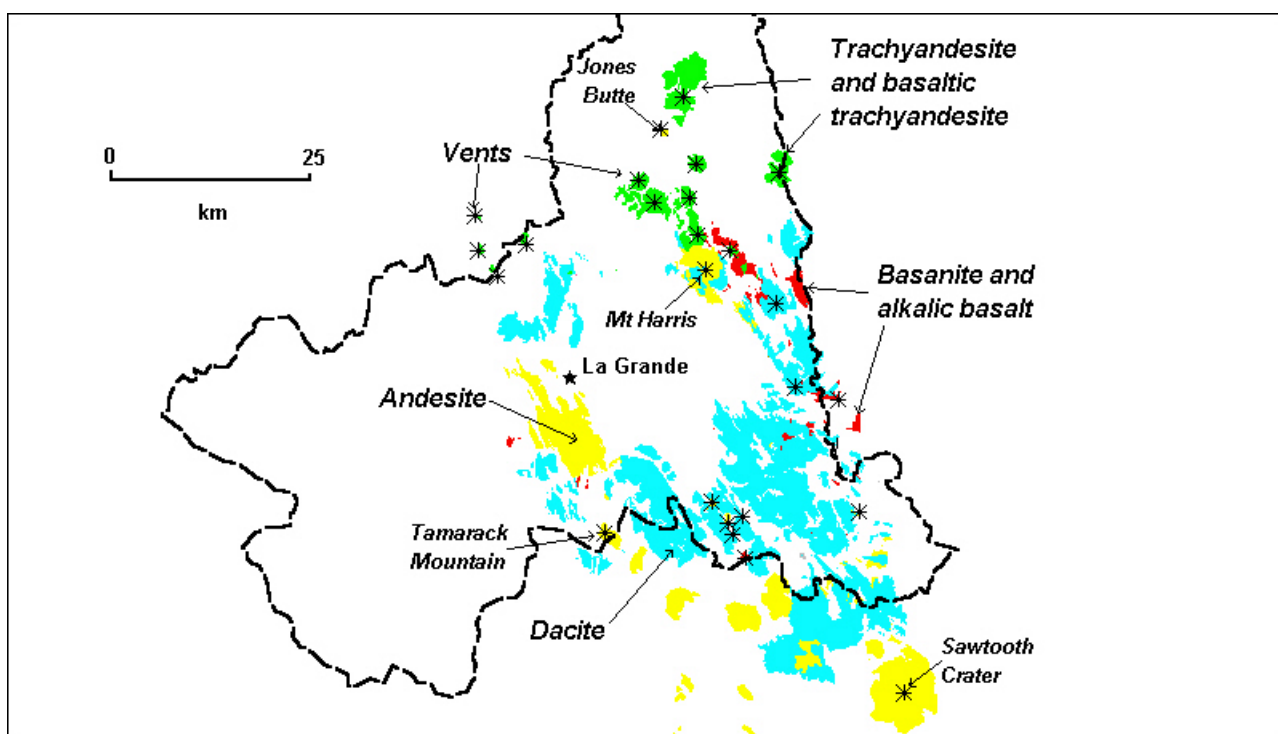 Trachyandesite
and basaltic
trachyandesite
Jones
Butte
Vents
0 25
km
Basanite and
alkalic basalt
Mt Harris
La Grande
Andesite
Tamarack
Mountain
Dacite
Sawtooth
Crater